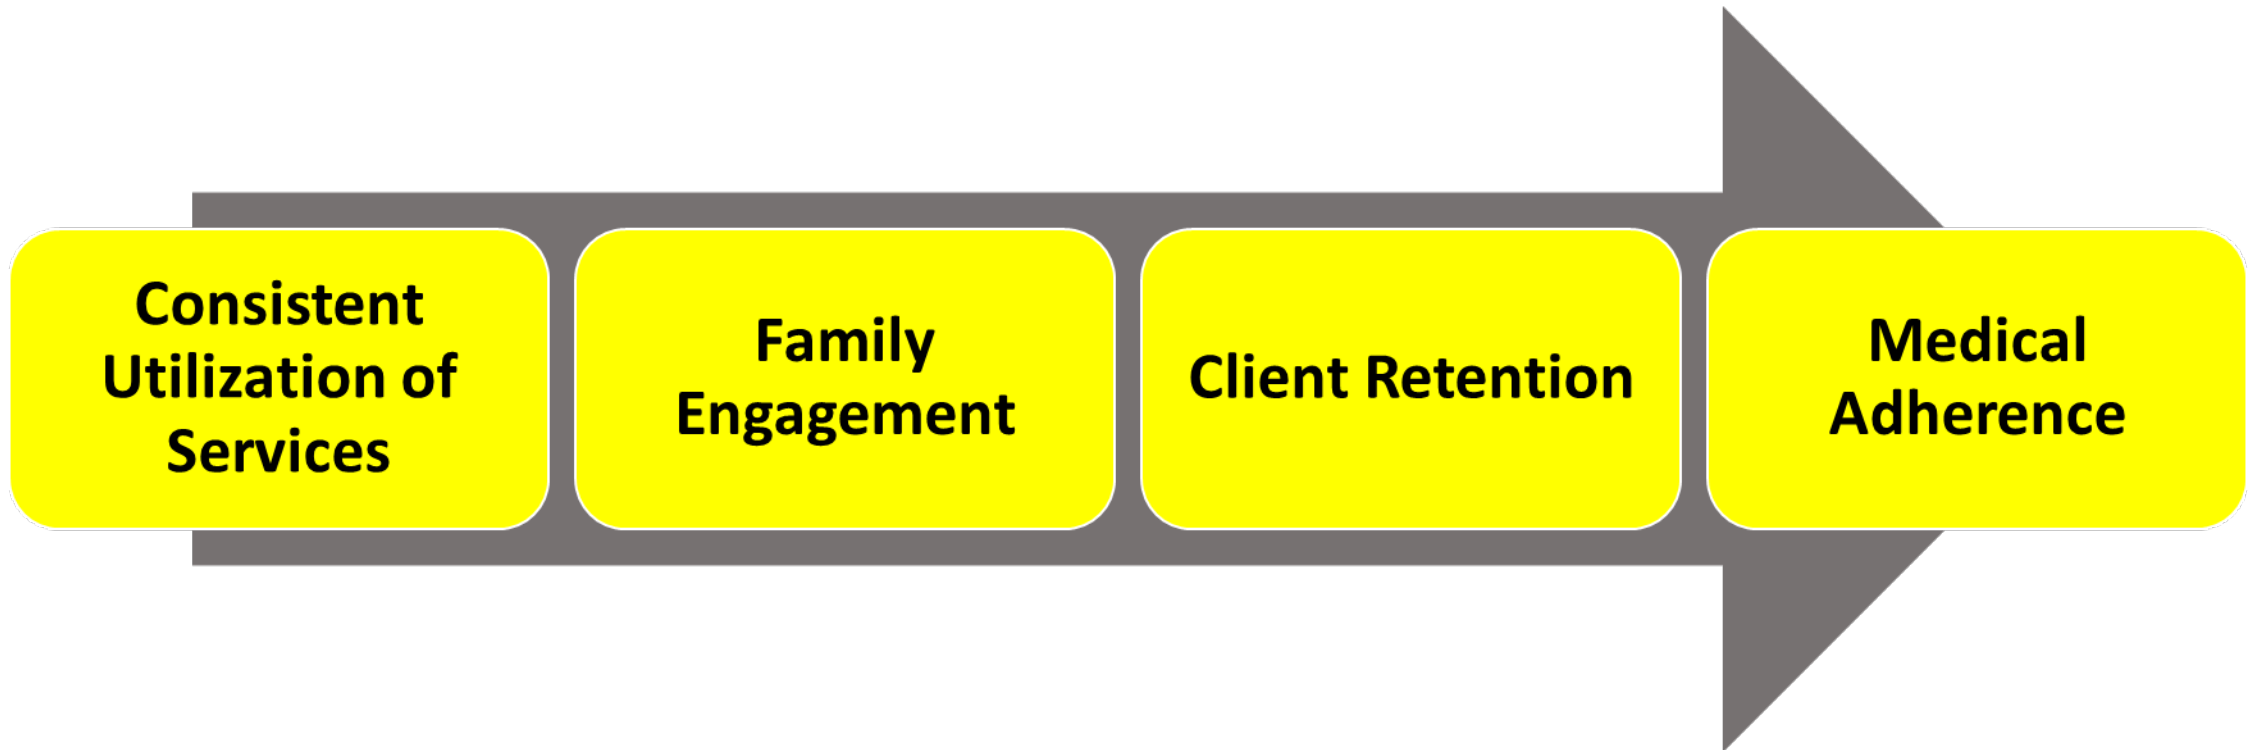 Consistent
Utilization of
Services
Family
Engagement
Client Retention
Medical
Adherence